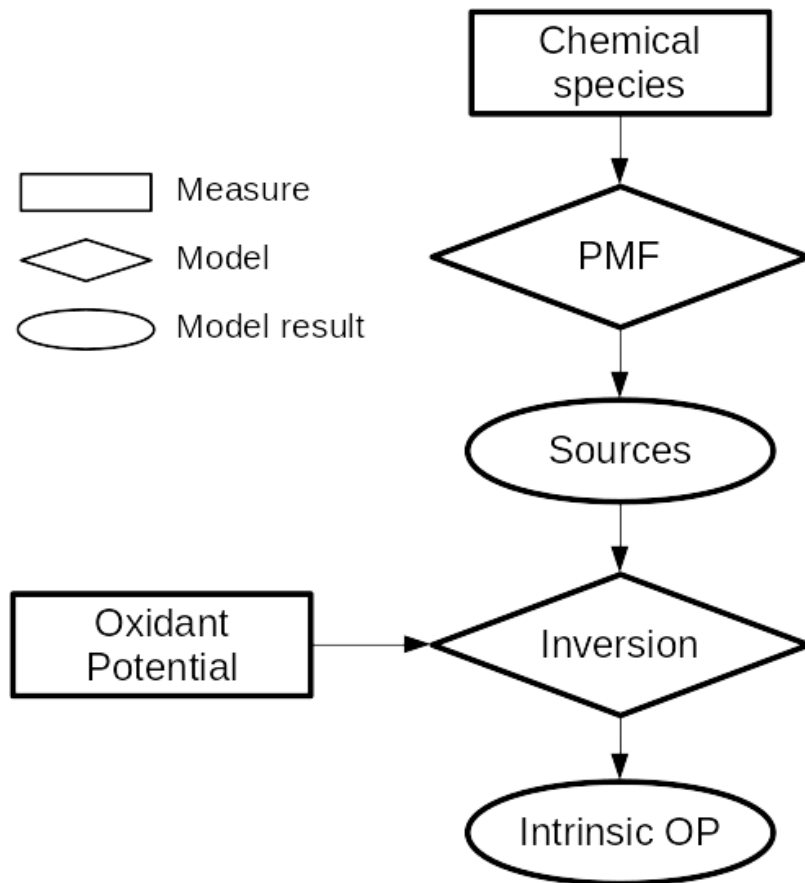 Chemical
species
Measure
Model
Model result
PMF
Sources
Oxidant
Potential
Inversion
Intrinsic OP